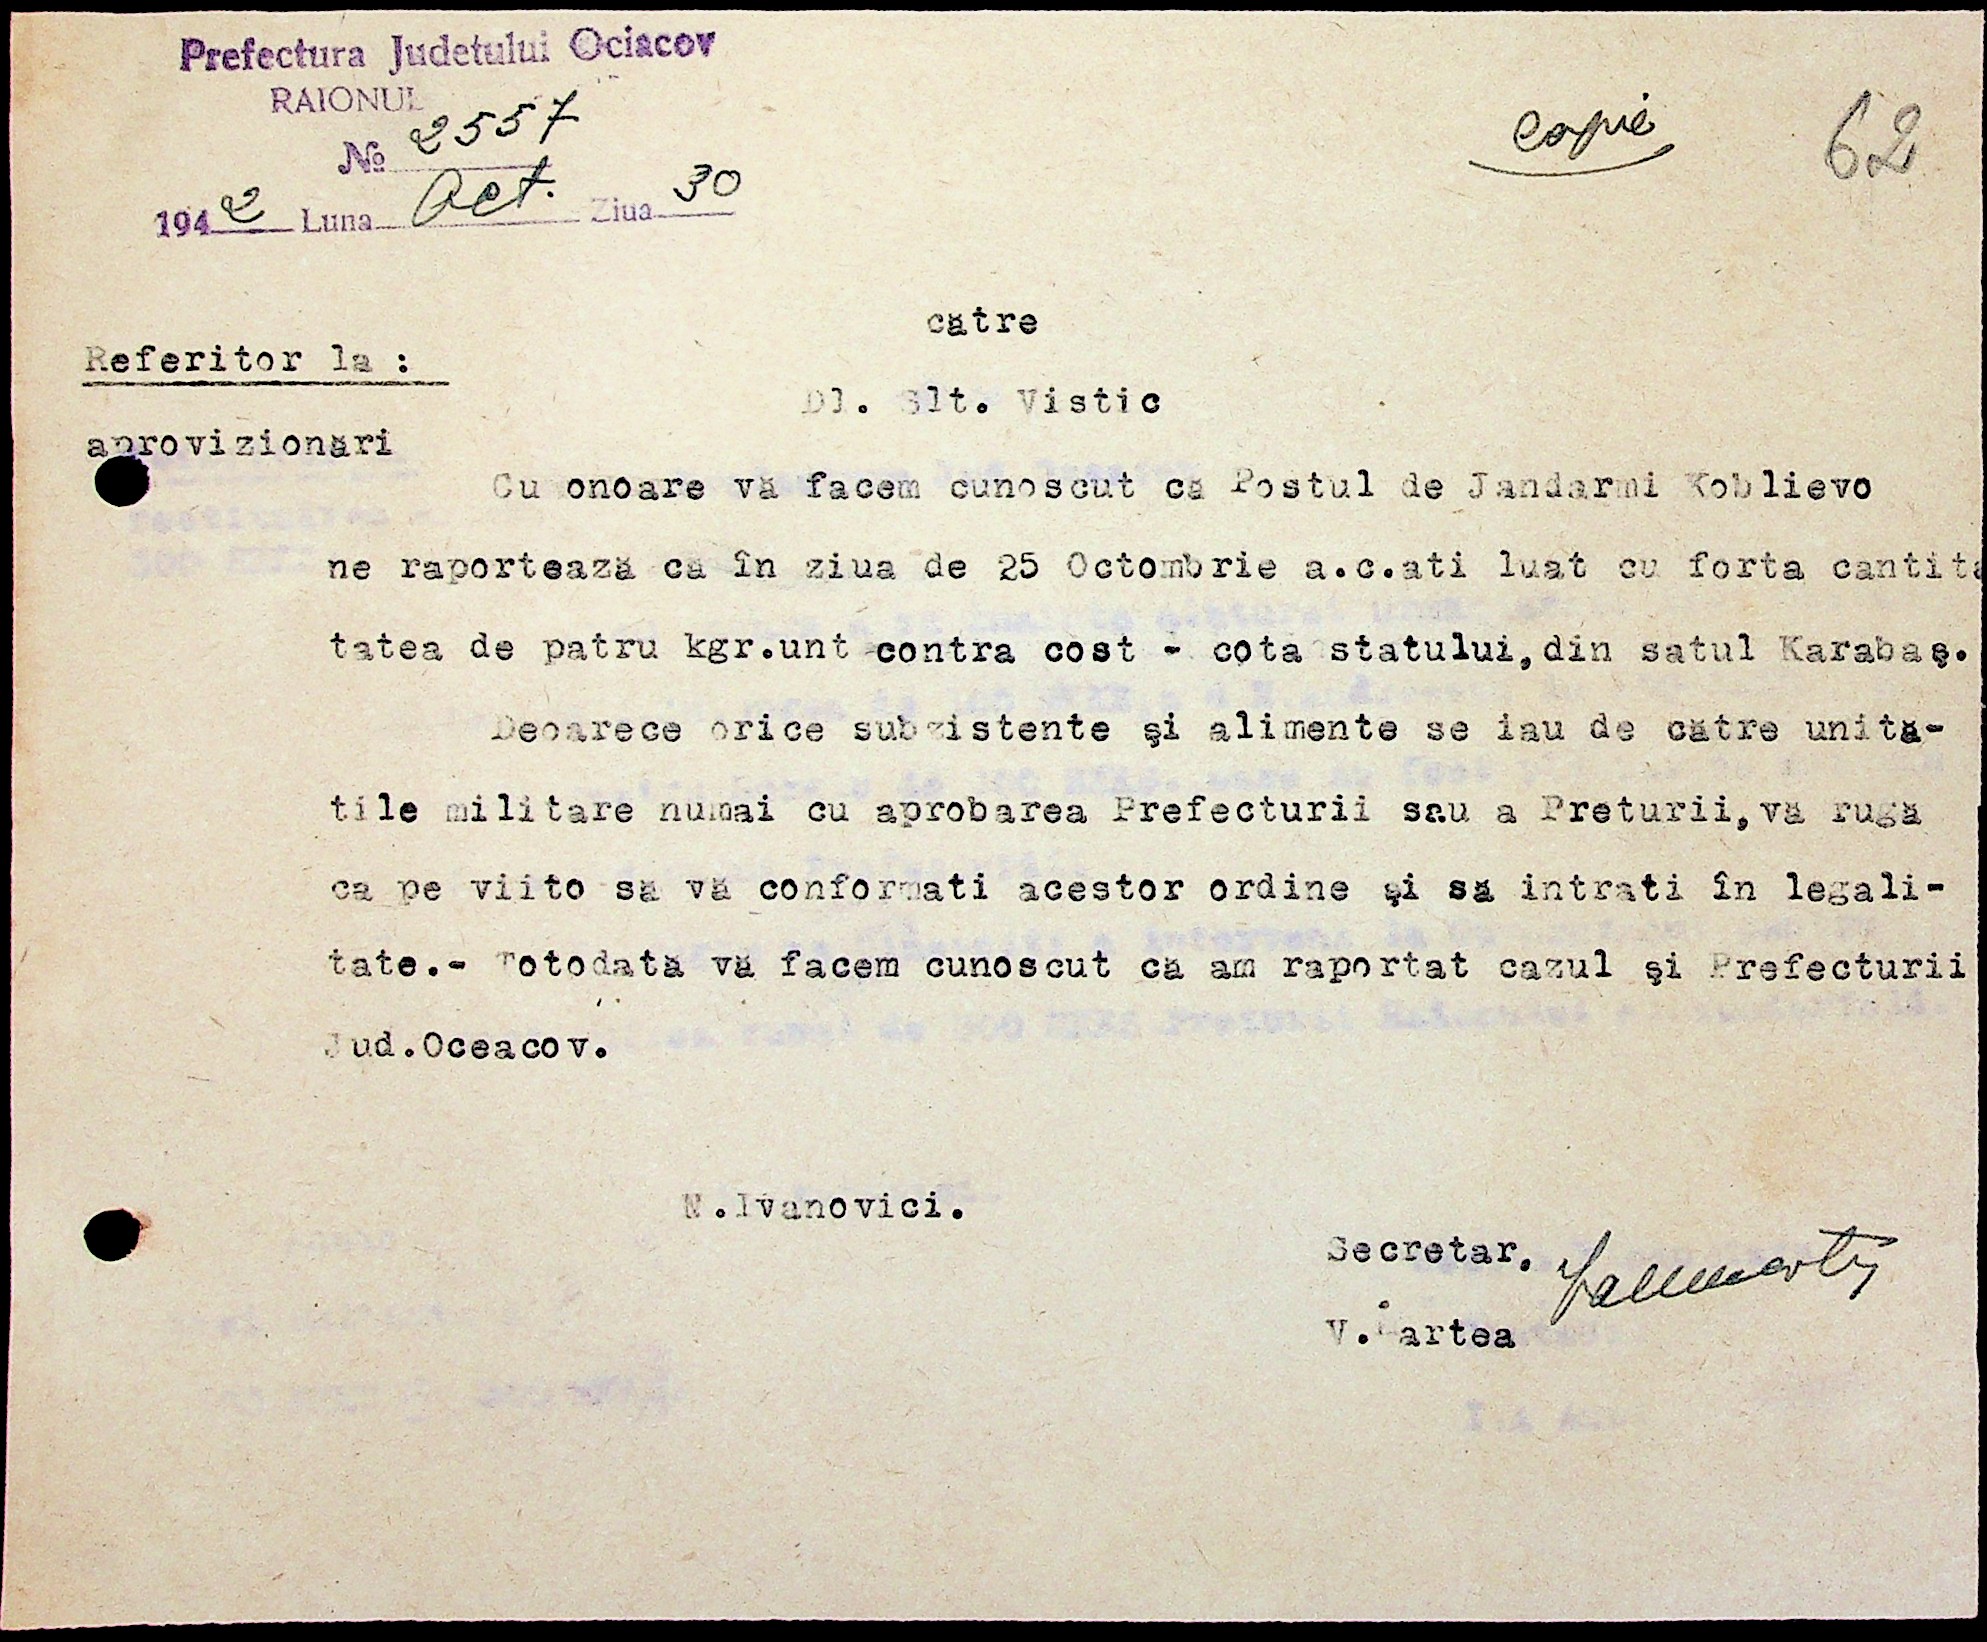 Prefectura Judetului Ociacov
RAIONUL
№ 2557
1942 Luna Oct. Ziua 30
copie
62
către
Referitor la :
Dl. Slt. Vistic
aprovizionări
Cu onoare vă facem cunoscut că Postul de Jandarmi Koblievo
ne raportează că în ziua de 25 Octombrie a.c.ati luat cu forta cantita
tatea de patru kgr.unt contra cost - cota statului,din satul Karabaş.
Deoarece orice subzistente şi alimente se iau de către unită-
tile militare numai cu aprobarea Prefecturii sau a Preturii,vă rugă
ca pe viito să vă conformati acestor ordine şi să intrati în legali-
tate.- Totodată vă facem cunoscut că am raportat cazul şi Prefecturii
Jud.Oceacov.
N.Ivanovici.
Secretar.
V. artea